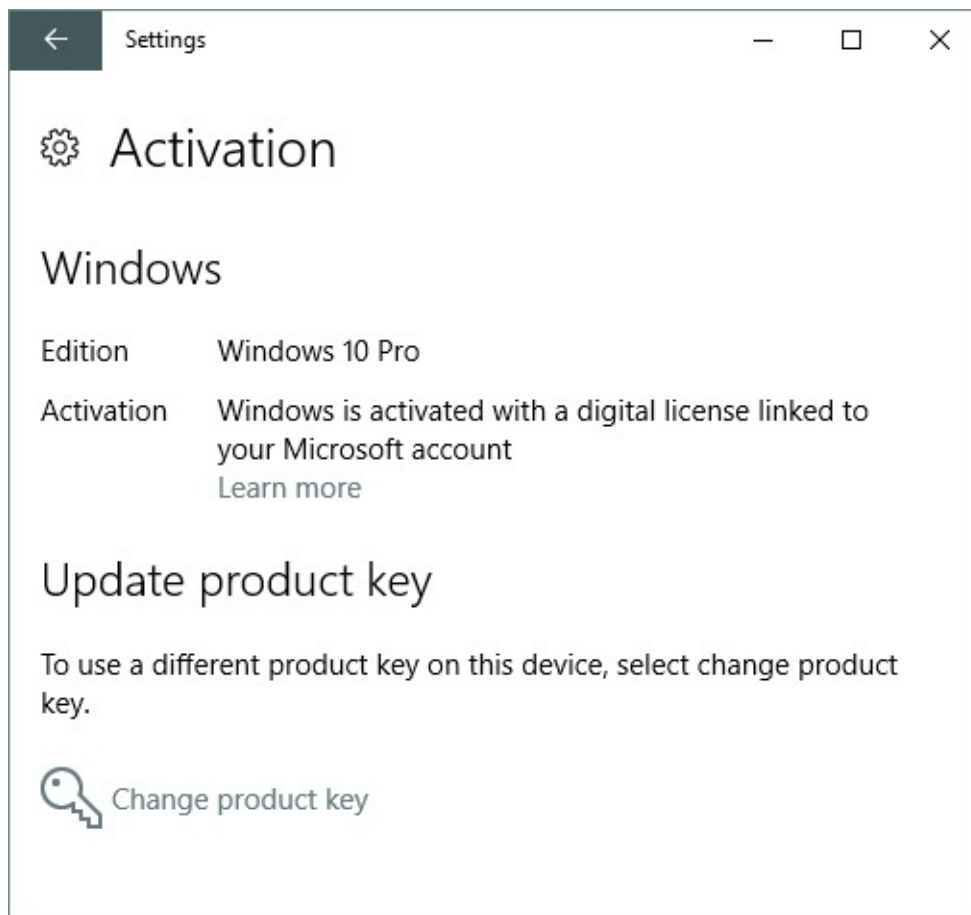 Settings
Activation
Windows
Edition Windows 10 Pro
Activation Windows is activated with a digital license linked to
your Microsoft account
Learn more
Update product key
To use a different product key on this device, select change product
key.
Change product key